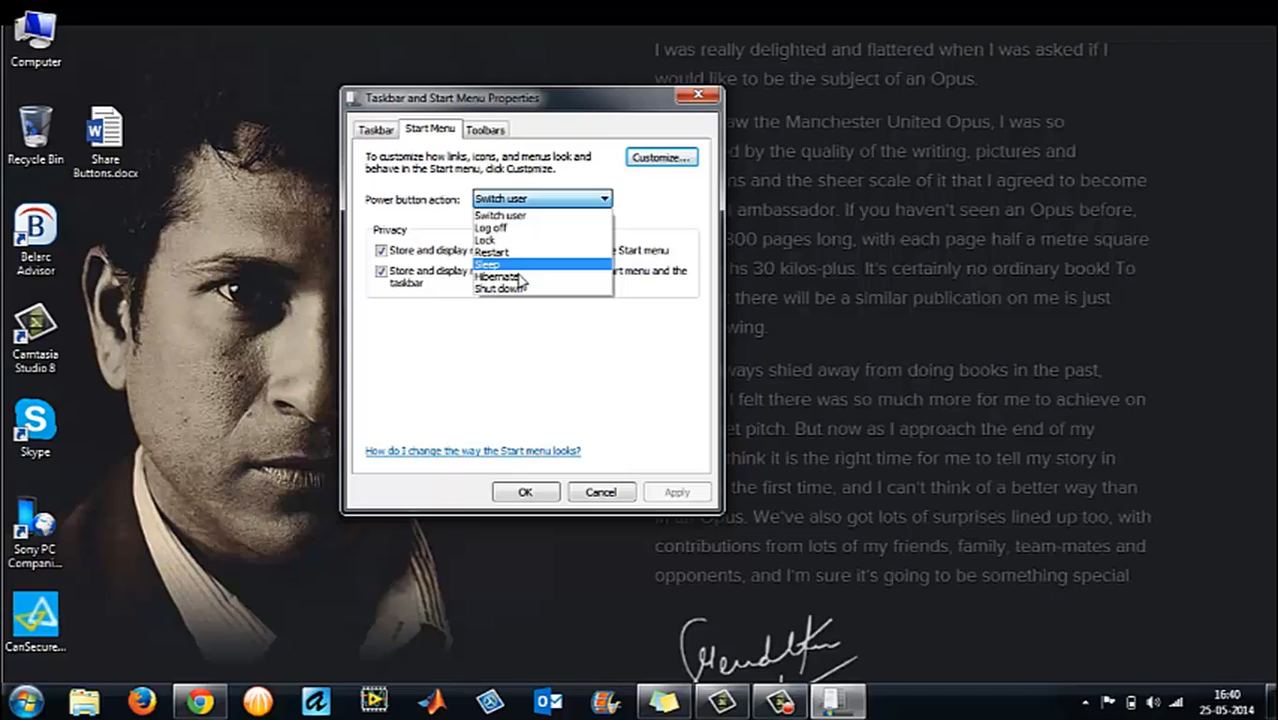 Computer
Recycle Bin
Share
Buttons.docx
Belarc
Advisor
Camtasia
Studio 8
Skype
Sony PC
Compani...
CanSecure...
Taskbar and Start Menu Properties
Taskbar
Start Menu
Toolbars
To customize how links, icons, and menus look and
behave in the Start menu, click Customize.
Customize...
Power button action:
Switch user
Switch user
Log off
Lock
Restart
Sleep
Hibernate
Shut down
Privacy
Store and display
the Start menu
Store and display
menu and the
taskbar
How do I change the way the Start menu looks?
OK
Cancel
Apply
I was really delighted and flattered when I was asked if I
would like to be the subject of an Opus.
the Manchester United Opus, I was so
by the quality of the writing, pictures and
and the sheer scale of it that I agreed to become
ambassador. If you haven't seen an Opus before,
pages long, with each page half a metre square
30 kilos-plus. It's certainly no ordinary book! To
there will be a similar publication on me is just
shied away from doing books in the past,
I felt there was so much more for me to achieve on
pitch. But now as I approach the end of my
think it is the right time for me to tell my story in
the first time, and I can't think of a better way than
in an Opus. We've also got lots of surprises lined up too, with
contributions from lots of my friends, family, team-mates and
opponents, and I'm sure it's going to be something special
16:40
25-05-2014